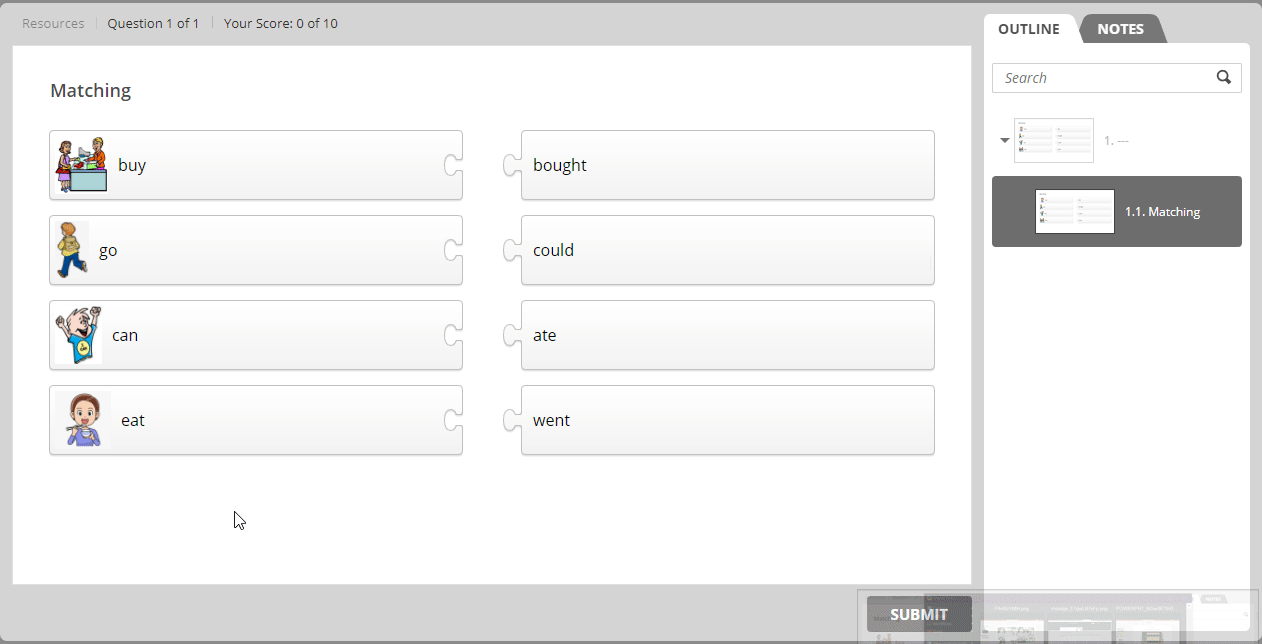 Resources Question 1 of 1 Your Score: 0 of 10
OUTLINE NOTES
Search
Matching
buy bought
go could
can ate
eat went
1. —
1.1. Matching
SUBMIT